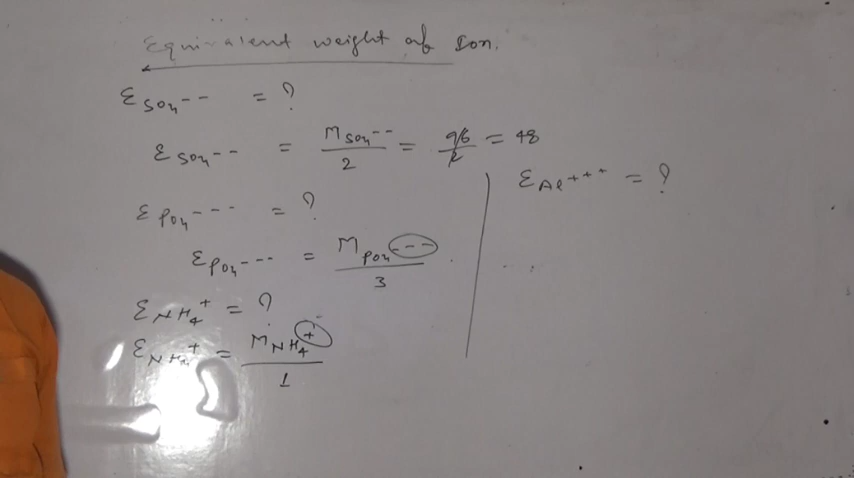 Equivalent weight of Ion.
E SO4-- = ?
E SO4-- = M SO4-- / 2 = 96 / 2 = 48
E PO4--- = ?
E PO4--- = M PO4--- / 3
E NH4+ = ?
E NH4+ = M NH4+ / 1
E Al+++ = ?